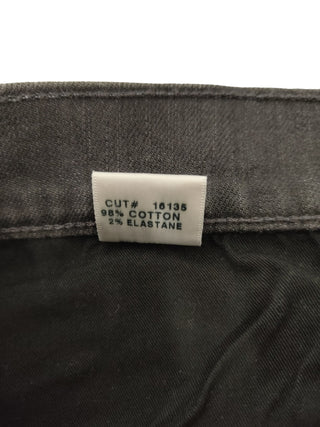 CUT# 16135
98% COTTON
2% ELASTANE